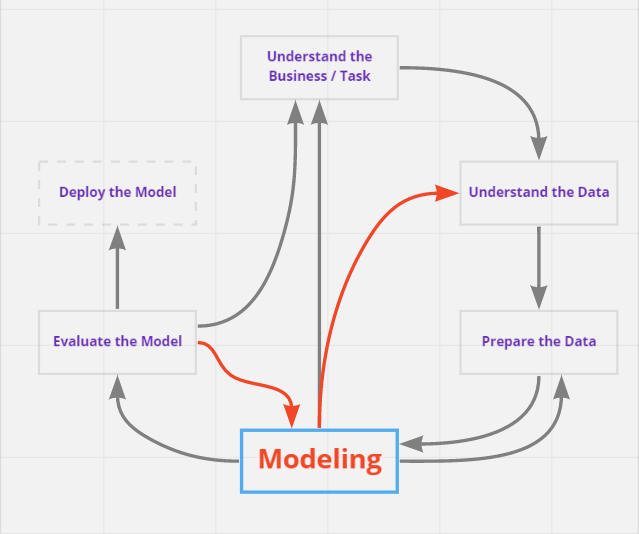 Understand the
Business / Task
Deploy the Model
Understand the Data
Evaluate the Model
Prepare the Data
Modeling